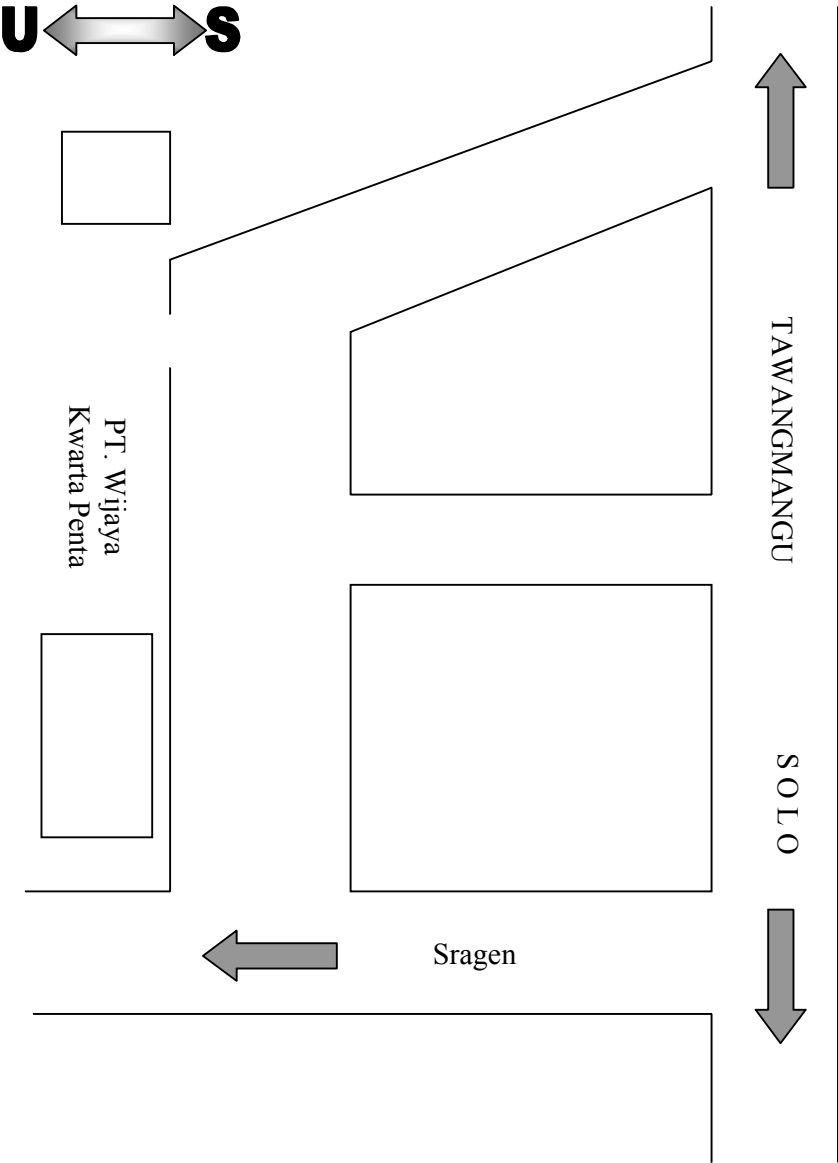 U S
TAWANGMANGU
PT. Wijaya
Kwarta Penta
S O L O
Sragen